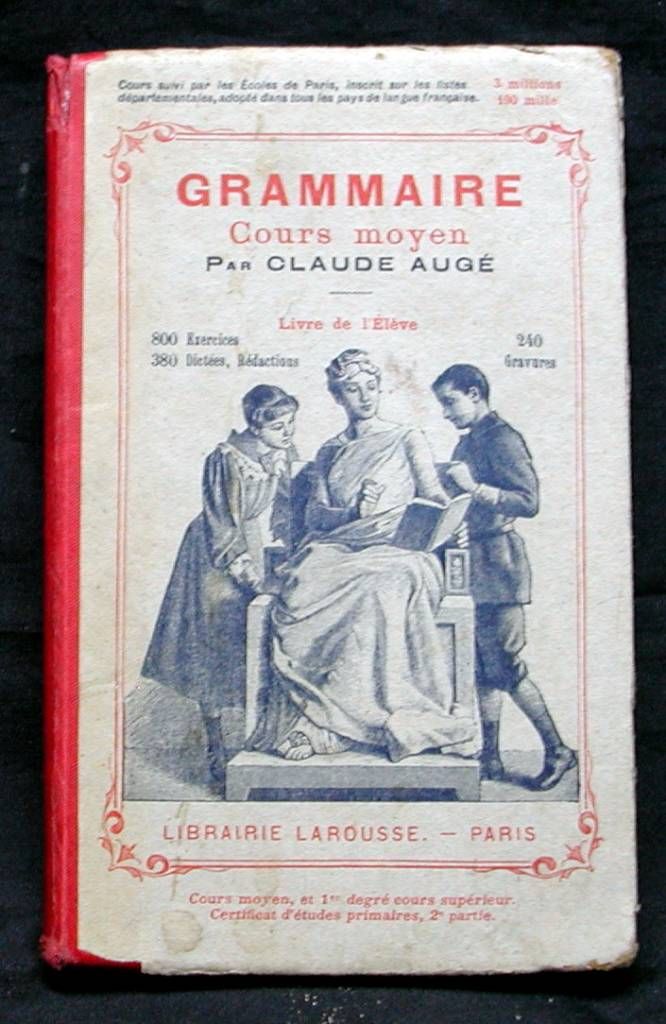 Cours suivi par les Écoles de Paris, inscrit sur les listes
départementales, adopté dans tous les pays de langue française.
3 millions
190 mille
GRAMMAIRE
Cours moyen
PAR CLAUDE AUGÉ
Livre de l'Élève
800 Exercices
380 Dictées, Rédactions
240
Gravures
LIBRAIRIE LAROUSSE. — PARIS
Cours moyen, et 1er degré cours supérieur.
Certificat d'études primaires, 2e partie.